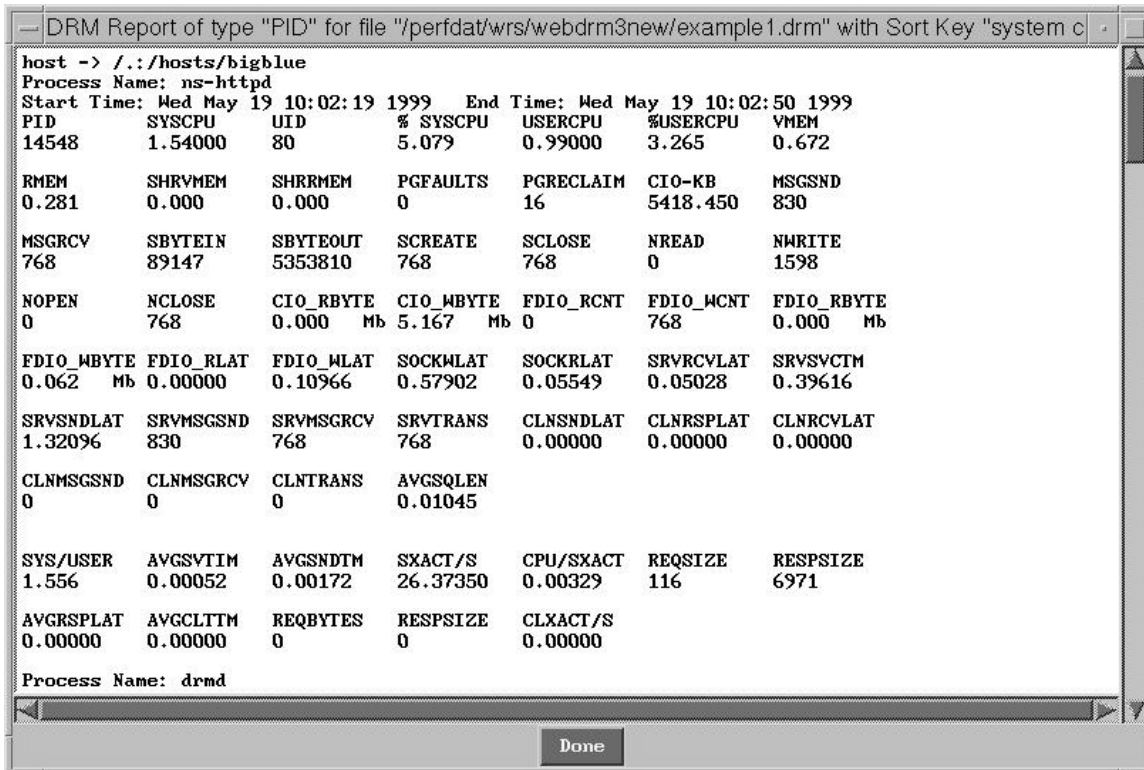 DRM Report of type "PID" for file "/perfdat/wrs/webdrm3new/example1.drm" with Sort Key "system c
host -> /.:/hosts/bigblue
Process Name: ns-httpd
Start Time: Wed May 19 10:02:19 1999 End Time: Wed May 19 10:02:50 1999
PID SYSCPU UID % SYSCPU USERCPU %USERCPU VMEM
14548 1.54000 80 5.079 0.99000 3.265 0.672
RMEM SHRVMEM SHRRMEM PGFAULTS PGRECLAIM CIO-KB MSGSND
0.281 0.000 0.000 0 16 5418.450 830
MSGRCV SBYTEIN SBYTEOUT SCREATE SCLOSE NREAD NWRITE
768 89147 5353810 768 768 0 1598
NOPEN NCLOSE CIO_RBYTE CIO_WBYTE FDIO_RCNT FDIO_WCNT FDIO_RBYTE
0 768 0.000 Mb 5.167 Mb 0 768 0.000 Mb
FDIO_WBYTE FDIO_RLAT FDIO_WLAT SOCKWLAT SOCKRLAT SRVRCVLAT SRVSVCTM
0.062 Mb 0.00000 0.10966 0.57902 0.05549 0.05028 0.39616
SRVSNDLAT SRVMSGSND SRVMSGRCV SRVTRANS CLNSNDLAT CLNRSPLAT CLNRCVLAT
1.32096 830 768 768 0.00000 0.00000 0.00000
CLNMSGSND CLNMSGRCV CLNTRANS AVGSQLEN
0 0 0 0.01045
SYS/USER AVGSVTIM AVGSNDTM SXACT/S CPU/SXACT REQSIZE RESPSIZE
1.556 0.00052 0.00172 26.37350 0.00329 116 6971
AVGRSPLAT AVGCLTTM REQBYTES RESPSIZE CLXACT/S
0.00000 0.00000 0 0 0.00000
Process Name: drmd
Done